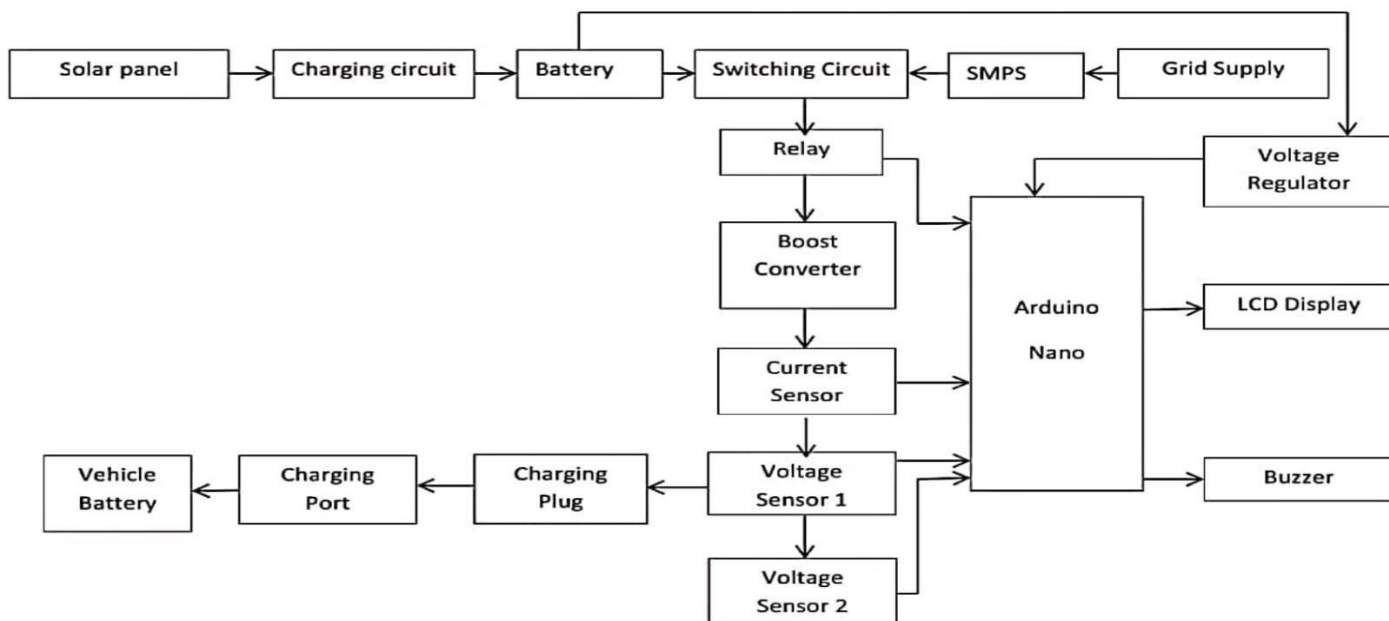 Solar panel
Charging circuit
Battery
Switching Circuit
SMPS
Grid Supply
Relay
Voltage
Regulator
Boost
Converter
Arduino
Nano
LCD Display
Current
Sensor
Vehicle
Battery
Charging
Port
Charging
Plug
Voltage
Sensor 1
Buzzer
Voltage
Sensor 2